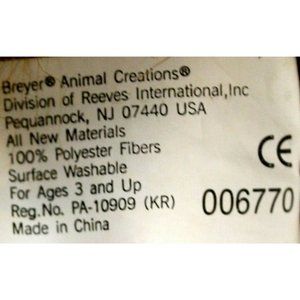 Breyer® Animal Creations®
Division of Reeves International,Inc
Pequannock, NJ 07440 USA
All New Materials
100% Polyester Fibers
Surface Washable
For Ages 3 and Up
Reg.No. PA-10909 (KR)
Made in China
CE
006770